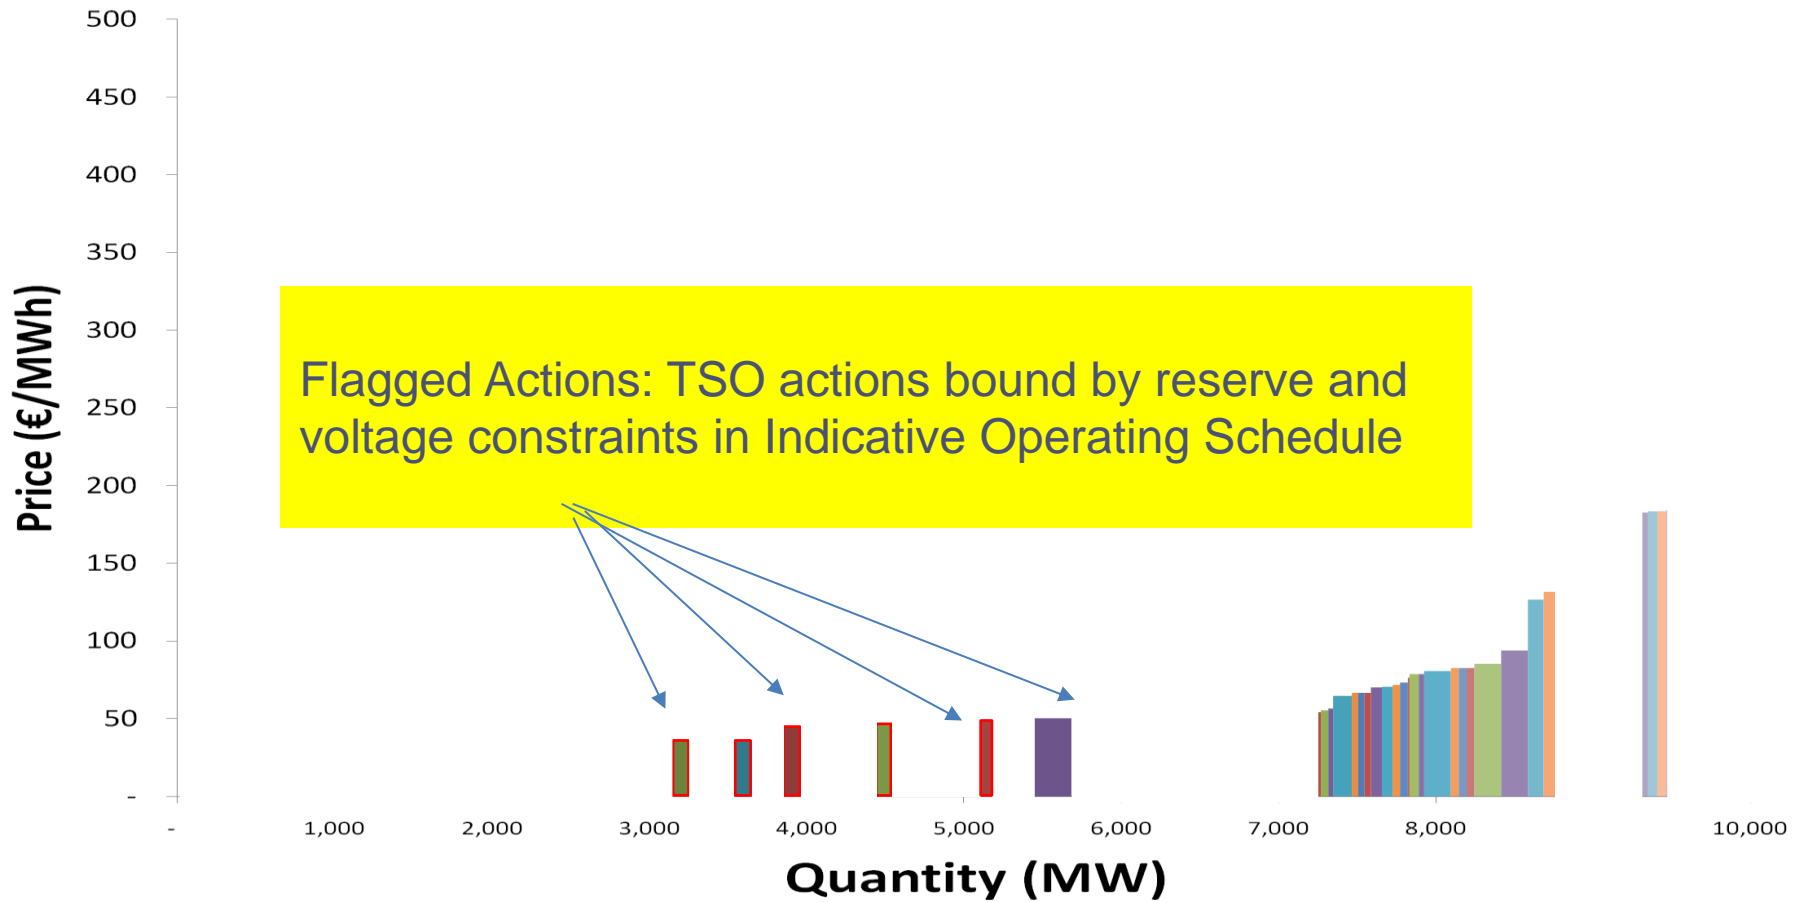 500
450
400
350
300
250
200
150
100
50
-
Price (€/MWh)
Flagged Actions: TSO actions bound by reserve and
voltage constraints in Indicative Operating Schedule
- 1,000 2,000 3,000 4,000 5,000 6,000 7,000 8,000 10,000
Quantity (MW)